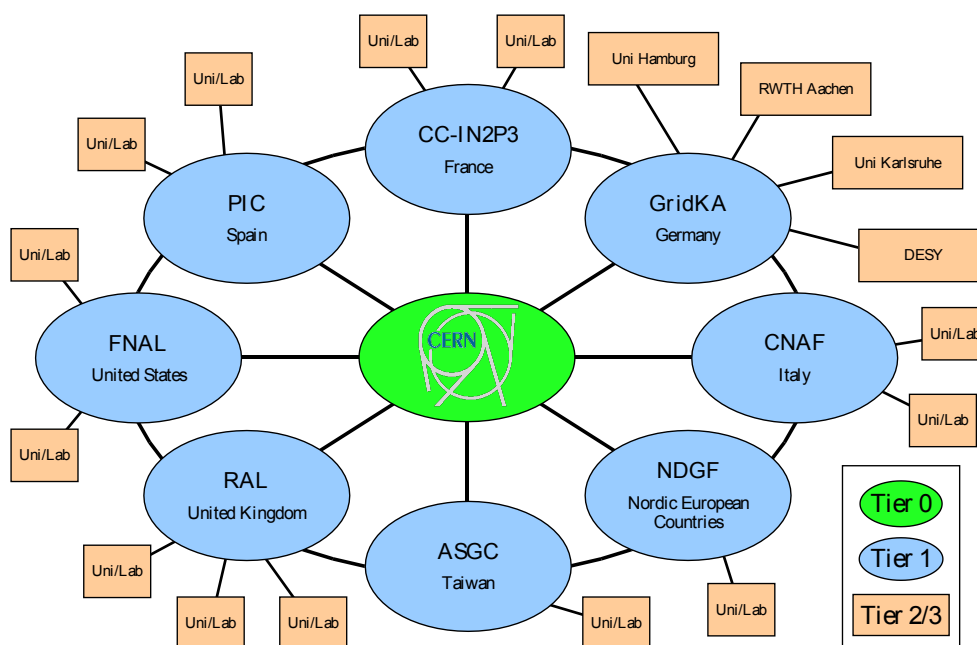 Uni/Lab
Uni/Lab
Uni Hamburg
Uni/Lab
RWTH Aachen
Uni/Lab
CC-IN2P3
France
Uni Karlsruhe
PIC
Spain
GridKA
Germany
Uni/Lab
DESY
CERN
FNAL
United States
CNAF
Italy
Uni/Lab
Uni/Lab
Uni/Lab
RAL
United Kingdom
NDGF
Nordic European
Countries
ASGC
Taiwan
Uni/Lab
Uni/Lab
Uni/Lab
Uni/Lab
Uni/Lab
Tier 0
Tier 1
Tier 2/3